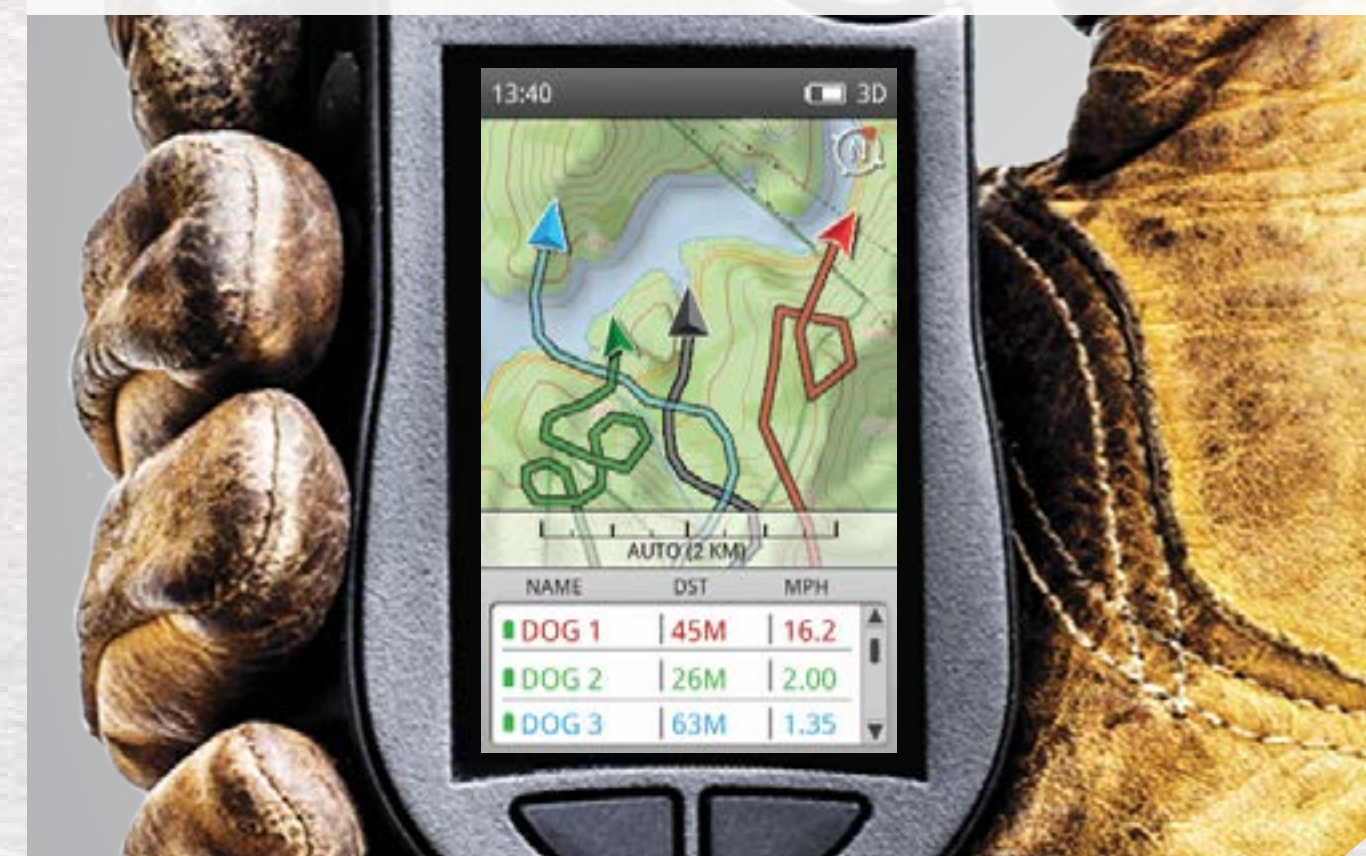 13:40 3D
N
AUTO (2 KM)
NAME DST MPH
DOG 1 45M 16.2
DOG 2 26M 2.00
DOG 3 63M 1.35